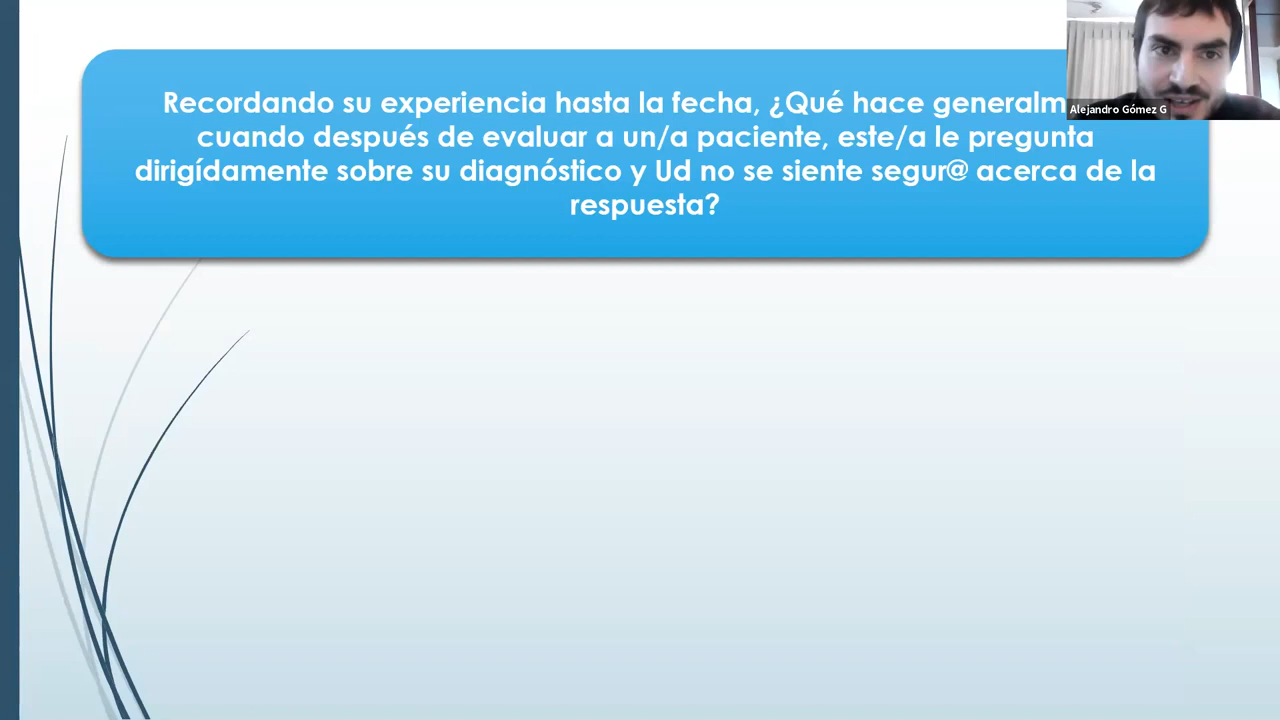 Recordando su experiencia hasta la fecha, ¿Qué hace
cuando después de evaluar a un/a paciente, este/a le pregunta
dirigídamente sobre su diagnóstico y Ud no se siente segur@ acerca de la
respuesta?
Alejandro Gómez G